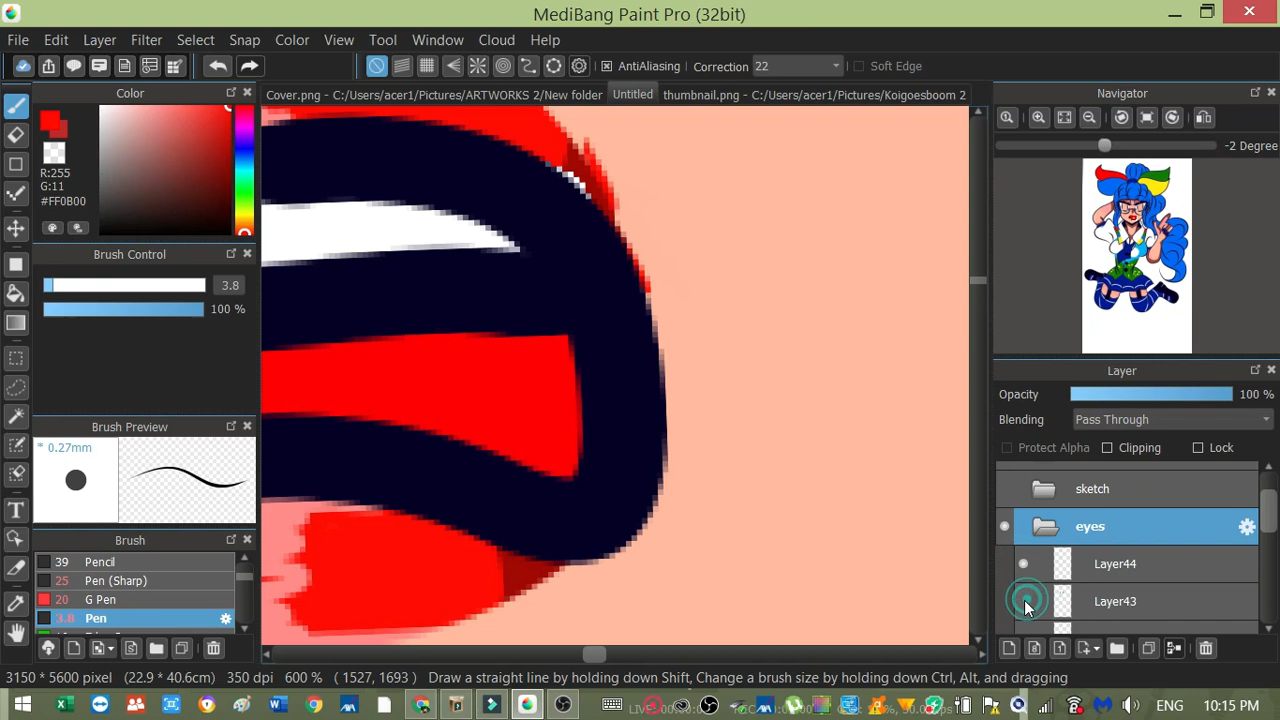 MediBang Paint Pro (32bit)
File Edit Layer Filter Select Snap Color View Tool Window Cloud Help
AntiAliasing Correction 22 Soft Edge
Color
Cover.png - C:/Users/acer1/Pictures/ARTWORKS 2/New folder Untitled thumbnail.png - C:/Users/acer1/Pictures/Koigoesboom 2
Navigator
-2 Degree
R:255
G:11
#FF0B00
Brush Control
3.8
100 %
Layer
Opacity 100 %
Blending Pass Through
Protect Alpha Clipping Lock
Brush Preview
* 0.27mm
sketch
eyes
Layer44
Layer43
Brush
39 Pencil
25 Pen (Sharp)
20 G Pen
3.8 Pen
3150 * 5600 pixel (22.9 * 40.6cm) 350 dpi 600 % ( 1527, 1693 ) Draw a straight line by holding down Shift, Change a brush size by holding down Ctrl, Alt, and dragging
ENG 10:15 PM